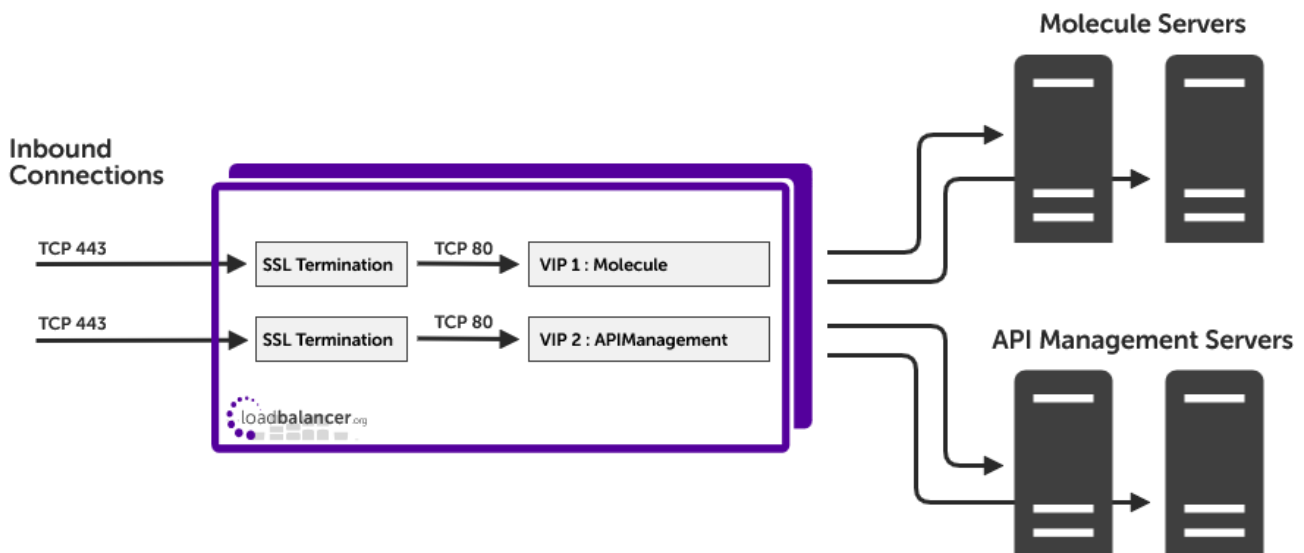 Molecule Servers
Inbound
Connections
TCP 443
SSL Termination
TCP 80
VIP 1 : Molecule
TCP 443
SSL Termination
TCP 80
VIP 2 : APIManagement
API Management Servers
loadbalancer.org